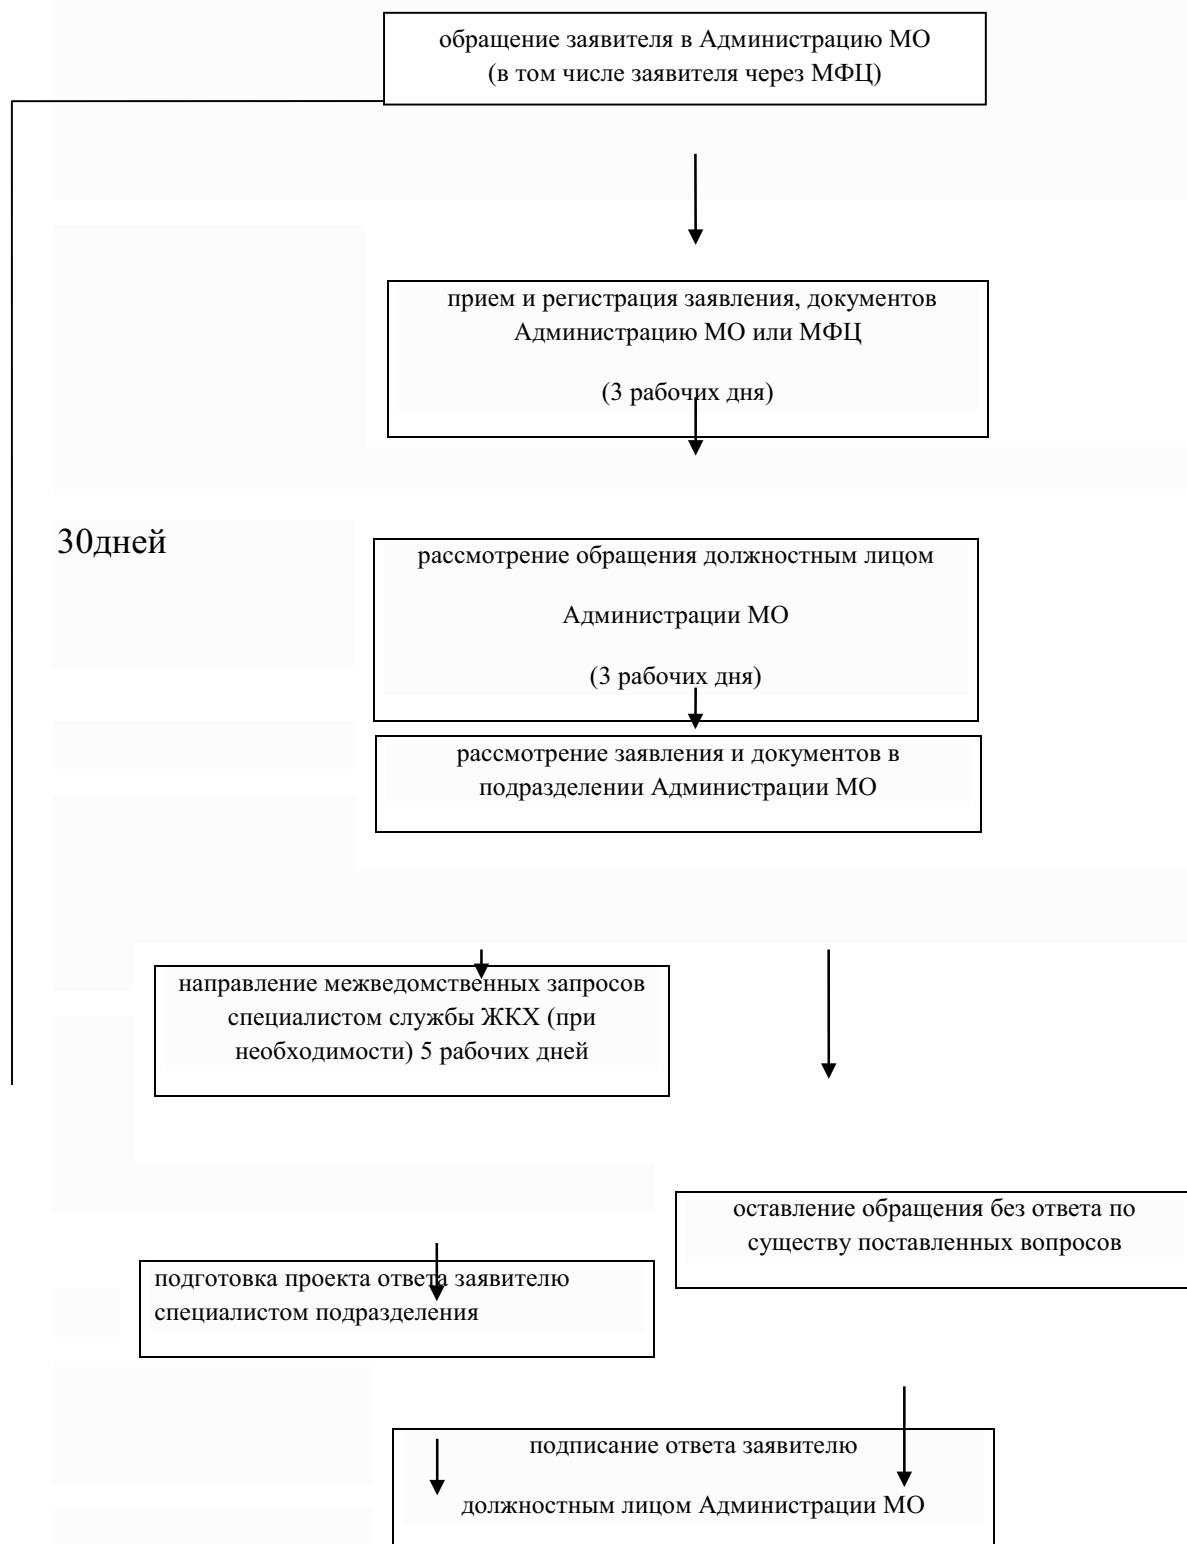 обращение заявителя в Администрацию МО
(в том числе заявителя через МФЦ)
прием и регистрация заявления, документов
Администрацию МО или МФЦ
(3 рабочих дня)
30дней
рассмотрение обращения должностным лицом
Администрации МО
(3 рабочих дня)
рассмотрение заявления и документов в
подразделении Администрации МО
направление межведомственных запросов
специалистом службы ЖКХ (при
необходимости) 5 рабочих дней
оставление обращения без ответа по
существу поставленных вопросов
подготовка проекта ответа заявителю
специалистом подразделения
подписание ответа заявителю
должностным лицом Администрации МО